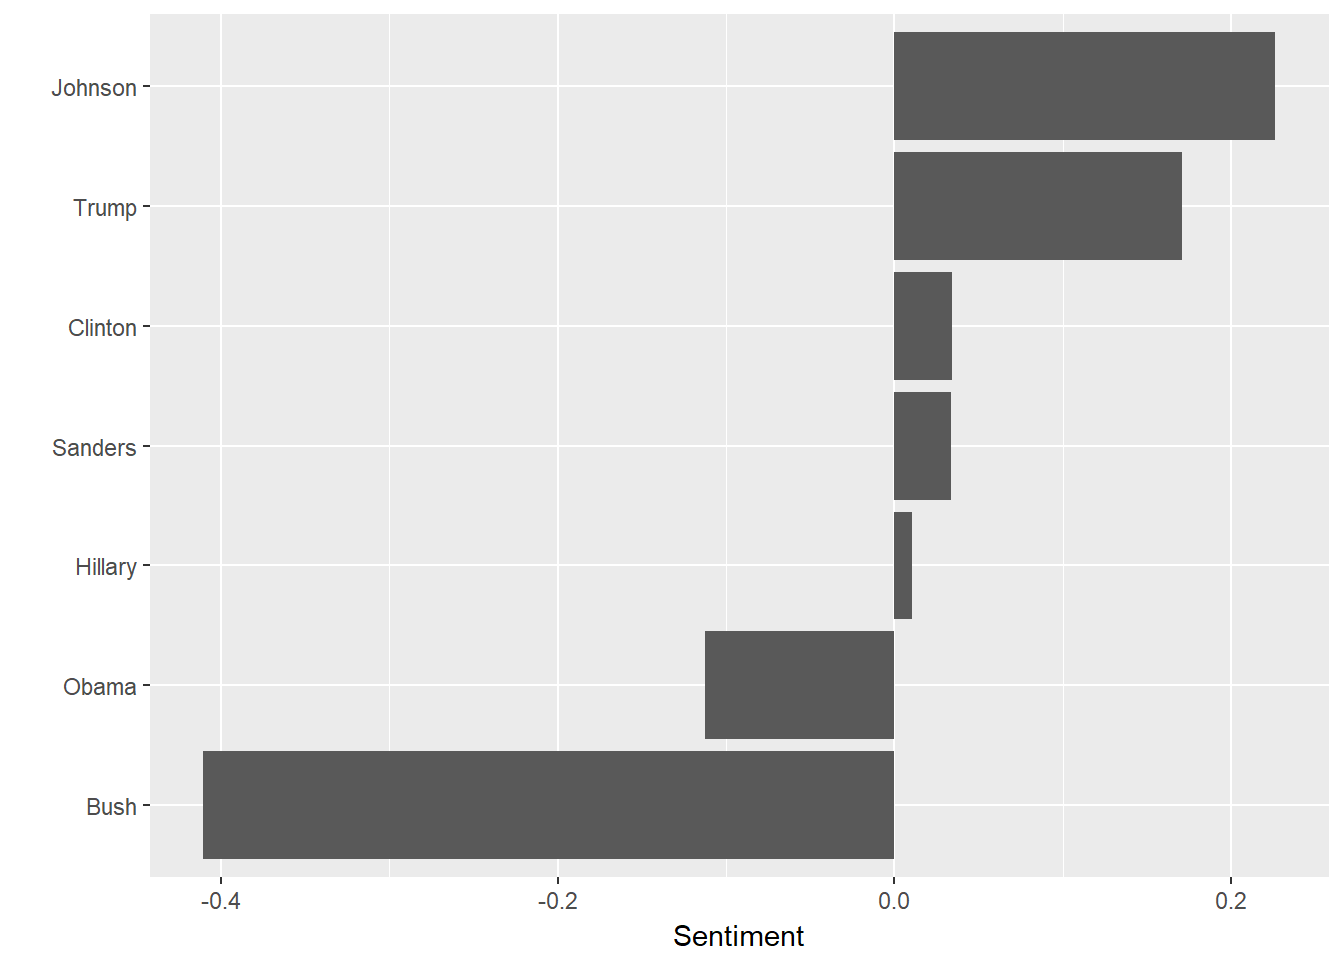 Johnson
Trump
Clinton
Sanders
Hillary
Obama
Bush
-0.4 -0.2 0.0 0.2
Sentiment